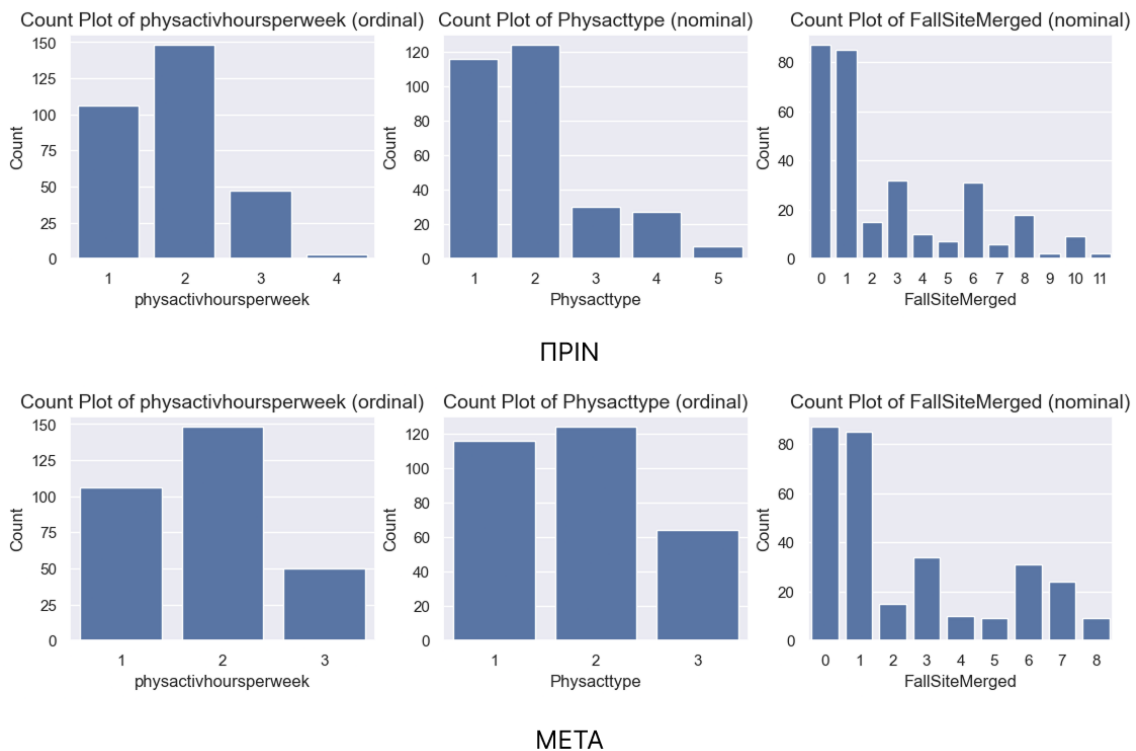 Count Plot of physactivhoursperweek (ordinal)
150
125
100
75
50
25
0
Count
1 2 3 4
physactivhoursperweek
Count Plot of Physacttype (nominal)
120
100
80
60
40
20
0
Count
1 2 3 4 5
Physacttype
Count Plot of FallSiteMerged (nominal)
80
60
40
20
0
Count
0 1 2 3 4 5 6 7 8 9 10 11
FallSiteMerged
ΠΡΙΝ
Count Plot of physactivhoursperweek (ordinal)
150
125
100
75
50
25
0
Count
1 2 3
physactivhoursperweek
Count Plot of Physacttype (ordinal)
120
100
80
60
40
20
0
Count
1 2 3
Physacttype
Count Plot of FallSiteMerged (nominal)
80
60
40
20
0
Count
0 1 2 3 4 5 6 7 8
FallSiteMerged
ΜΕΤΑ